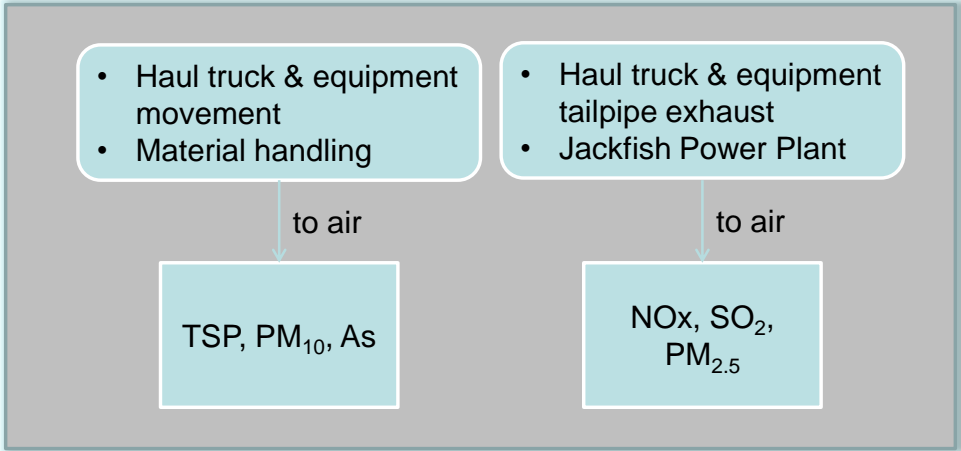 • Haul truck & equipment
movement
• Material handling
to air
TSP, PM₁₀, As
• Haul truck & equipment
tailpipe exhaust
• Jackfish Power Plant
to air
NOx, SO₂,
PM₂.₅